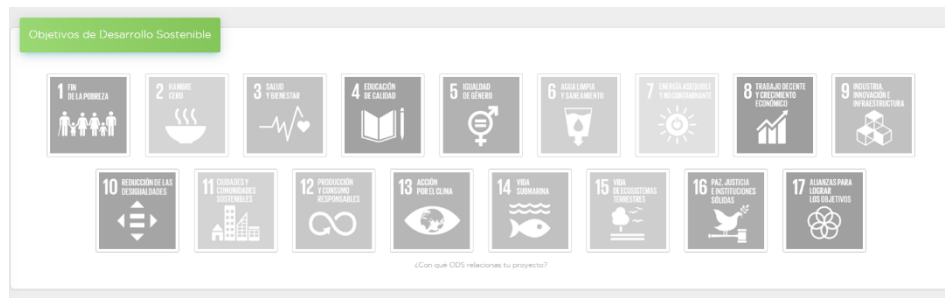 Objetivos de Desarrollo Sostenible
1 FIN
DE LA POBREZA
2 HAMBRE
CERO
3 SALUD
Y BIENESTAR
4 EDUCACIÓN
DE CALIDAD
5 IGUALDAD
DE GÉNERO
6 AGUA LIMPIA
Y SANEAMIENTO
7 ENERGÍA ASEQUIBLE
Y NO CONTAMINANTE
8 TRABAJO DECENTE
Y CRECIMIENTO
ECONÓMICO
9 INDUSTRIA,
INNOVACIÓN E
INFRAESTRUCTURA
10 REDUCCIÓN DE LAS
DESIGUALDADES
11 CIUDADES Y
COMUNIDADES
SOSTENIBLES
12 PRODUCCIÓN
Y CONSUMO
RESPONSABLES
13 ACCIÓN
POR EL CLIMA
14 VIDA
SUBMARINA
15 VIDA
DE ECOSISTEMAS
TERRESTRES
16 PAZ, JUSTICIA
E INSTITUCIONES
SÓLIDAS
17 ALIANZAS PARA
LOGRAR
LOS OBJETIVOS
¿Con qué ODS relacionas tu proyecto?